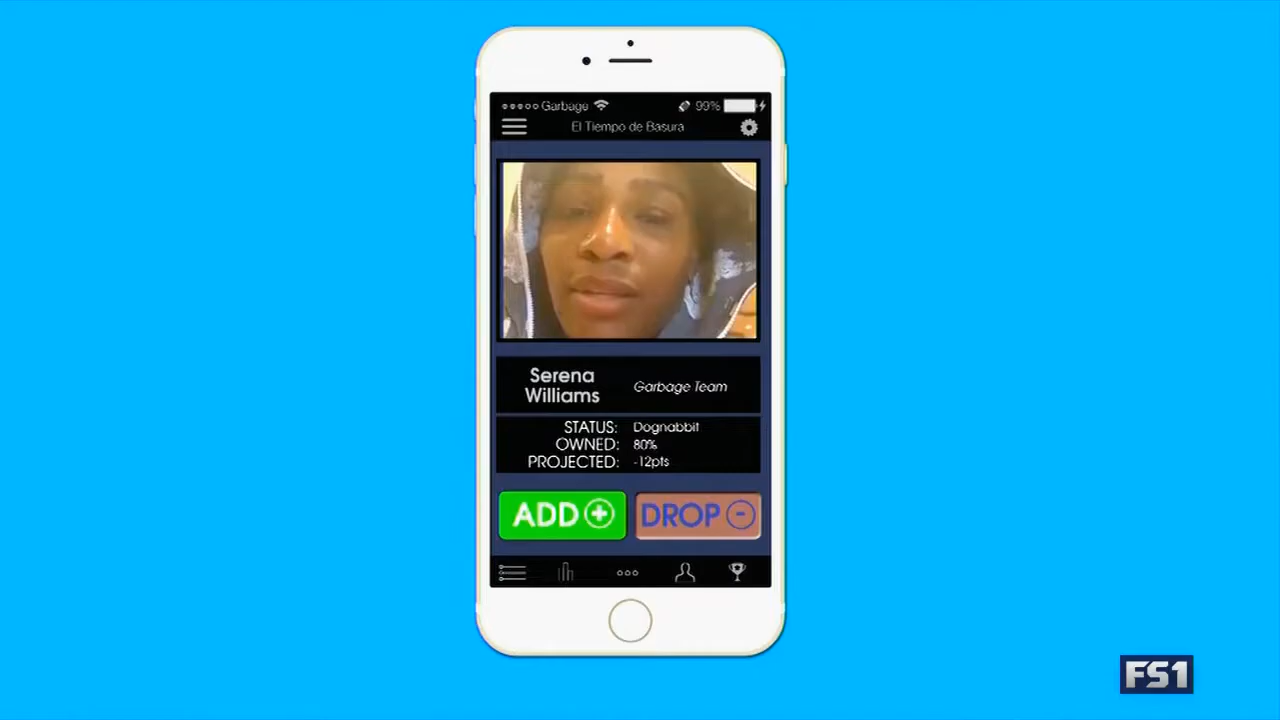 Garbage 99%
El Tiempo de Basura
Serena
Williams
Garbage Team
STATUS: Dognabbit
OWNED: 80%
PROJECTED: -12pts
ADD+
DROP-
FS1